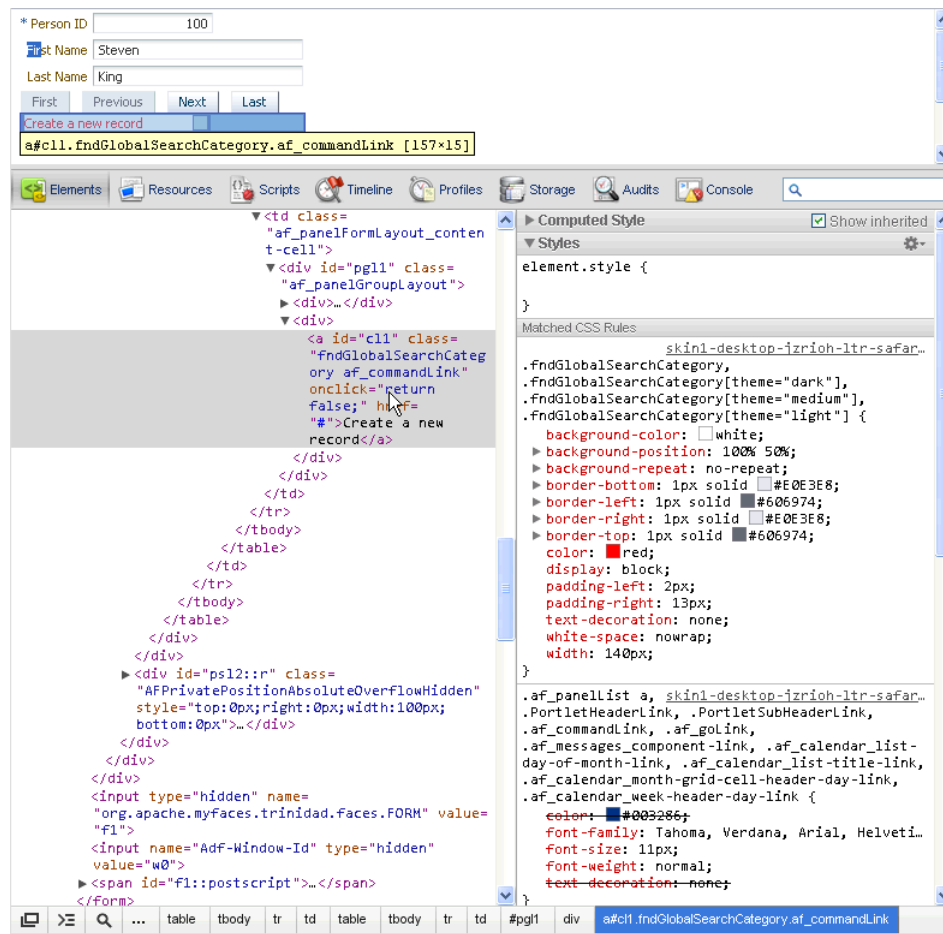 * Person ID 100
First Name Steven
Last Name King
First Previous Next Last
Create a new record
a#cl1.fndGlobalSearchCategory.af_commandLink [157×15]
Elements Resources Scripts Timeline Profiles Storage Audits Console
▼<td class=
"af_panelFormLayout_conten
t-cell">
▼<div id="pgl1" class=
"af_panelGroupLayout">
▶<div>…</div>
▼<div>
<a id="cl1" class=
"fndGlobalSearchCateg
ory af_commandLink"
onclick="return
false;" href=
"#">Create a new
record</a>
</div>
</div>
</td>
</tr>
</tbody>
</table>
</td>
</tr>
</tbody>
</table>
</div>
</div>
▶<div id="psl2::r" class=
"AFPrivatePositionAbsoluteOverflowHidden"
style="top:0px;right:0px;width:100px;
bottom:0px">…</div>
</div>
</div>
</div>
<input type="hidden" name=
"org.apache.myfaces.trinidad.faces.FORM" value=
"f1">
<input name="Adf-Window-Id" type="hidden"
value="w0">
▶<span id="f1::postscript">…</span>
</form>
▶ Computed Style Show inherited
▼ Styles
element.style {
}
Matched CSS Rules
skin1-desktop-jzrioh-ltr-safar…
.fndGlobalSearchCategory,
.fndGlobalSearchCategory[theme="dark"],
.fndGlobalSearchCategory[theme="medium"],
.fndGlobalSearchCategory[theme="light"] {
background-color: white;
▶ background-position: 100% 50%;
▶ background-repeat: no-repeat;
▶ border-bottom: 1px solid #E0E3E8;
▶ border-left: 1px solid #606974;
▶ border-right: 1px solid #E0E3E8;
▶ border-top: 1px solid #606974;
color: red;
display: block;
padding-left: 2px;
padding-right: 13px;
text-decoration: none;
white-space: nowrap;
width: 140px;
}
.af_panelList a, skin1-desktop-jzrioh-ltr-safar…
.PortletHeaderLink, .PortletSubHeaderLink,
.af_commandLink, .af_goLink,
.af_messages_component-link, .af_calendar_list-
day-of-month-link, .af_calendar_list-title-link,
.af_calendar_month-grid-cell-header-day-link,
.af_calendar_week-header-day-link {
color: #003286;
font-family: Tahoma, Verdana, Arial, Helveti…
font-size: 11px;
font-weight: normal;
text-decoration: none;
}
... table tbody tr td table tbody tr td #pgl1 div a#cl1.fndGlobalSearchCategory.af_commandLink